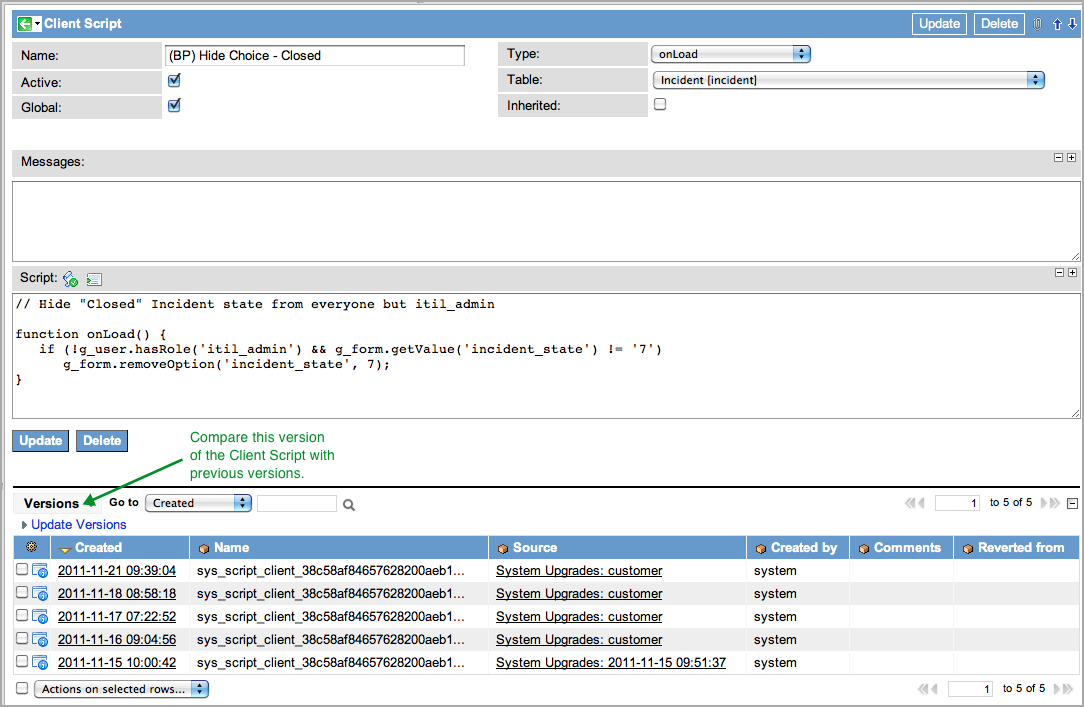 Client Script
Update Delete
Name: (BP) Hide Choice - Closed Type: onLoad
Active: Table: Incident [incident]
Global: Inherited:
Messages:
Script:
// Hide "Closed" Incident state from everyone but itil_admin
function onLoad() {
if (!g_user.hasRole('itil_admin') && g_form.getValue('incident_state') != '7')
g_form.removeOption('incident_state', 7);
}
Update Delete
Compare this version
of the Client Script with
previous versions.
Versions Go to Created 1 to 5 of 5
Update Versions
Created Name Source Created by Comments Reverted from
2011-11-21 09:39:04 sys_script_client_38c58af84657628200aeb1... System Upgrades: customer system
2011-11-18 08:58:18 sys_script_client_38c58af84657628200aeb1... System Upgrades: customer system
2011-11-17 07:22:52 sys_script_client_38c58af84657628200aeb1... System Upgrades: customer system
2011-11-16 09:04:56 sys_script_client_38c58af84657628200aeb1... System Upgrades: customer system
2011-11-15 10:00:42 sys_script_client_38c58af84657628200aeb1... System Upgrades: 2011-11-15 09:51:37 system
Actions on selected rows... 1 to 5 of 5